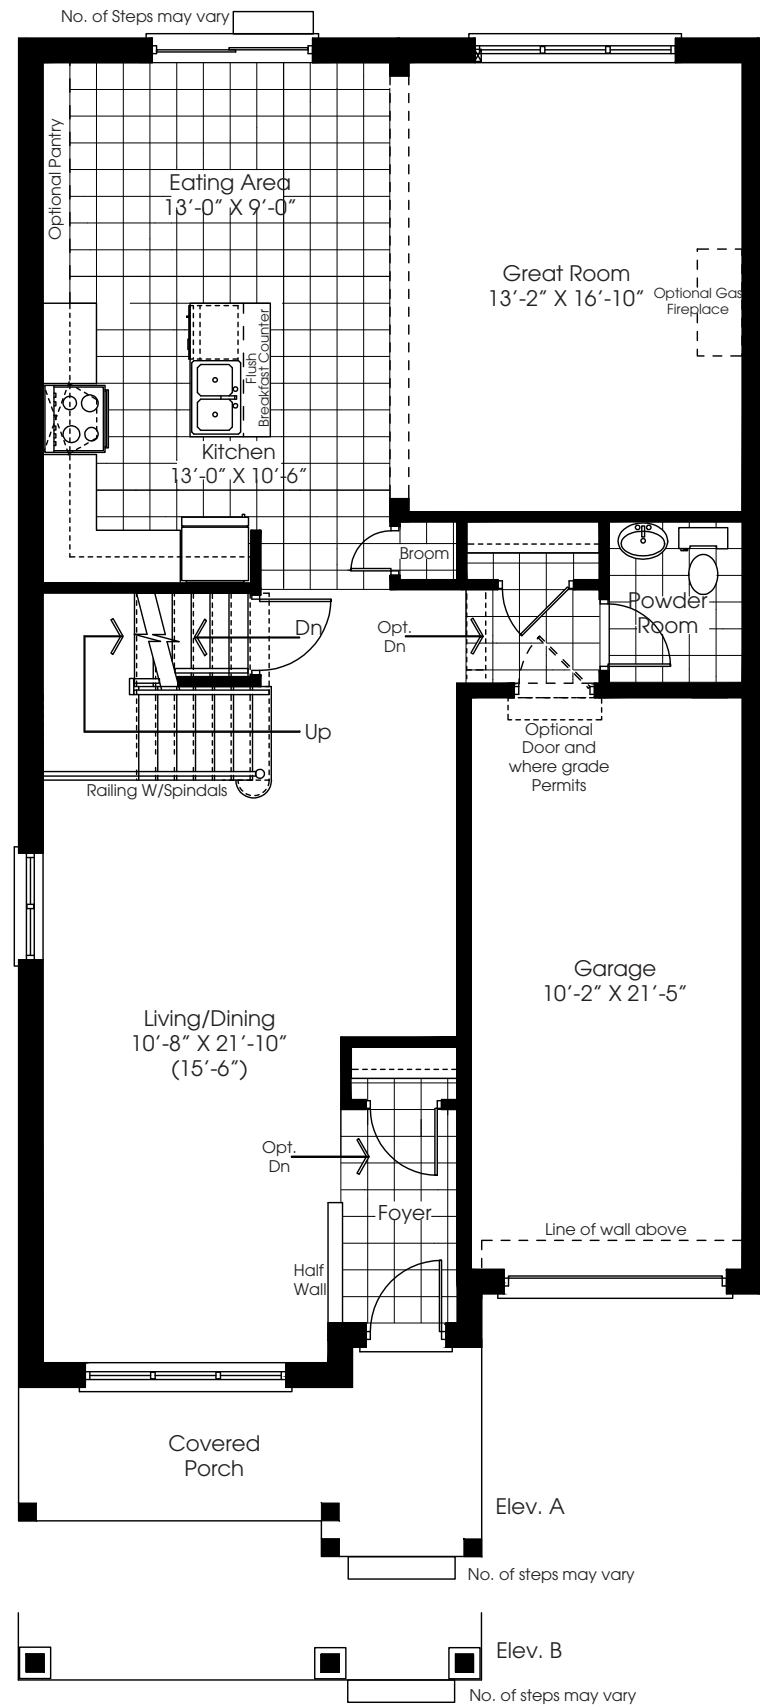 No. of Steps may vary
Optional Pantry
Eating Area
13'-0" X 9'-0"
Great Room
13'-2" X 16'-10"
Optional Gas
Fireplace
Flush
Breakfast Counter
Kitchen
13'-0" X 10'-6"
Broom
Powder
Room
Dn
Opt.
Dn
Up
Optional
Door and
where grade
Permits
Railing W/Spindals
Garage
10'-2" X 21'-5"
Living/Dining
10'-8" X 21'-10"
(15'-6")
Opt.
Dn
Foyer
Line of wall above
Half
Wall
Covered
Porch
Elev. A
No. of steps may vary
Elev. B
No. of steps may vary